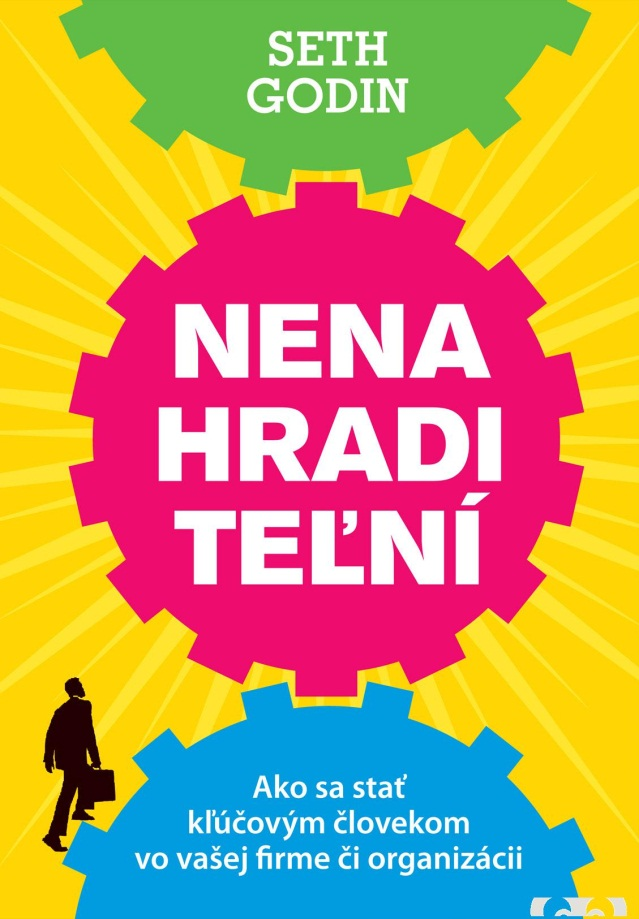 SETH
GODIN
NENA
HRADI
TEĽNÍ
Ako sa stať
kľúčovým človekom
vo vašej firme či organizácii